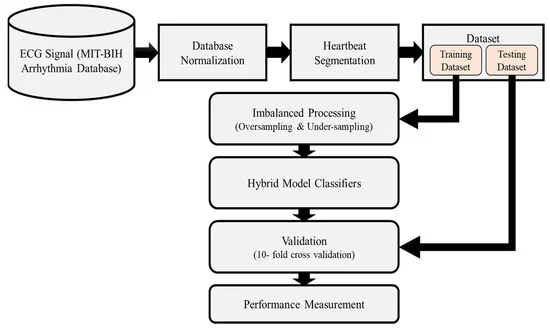 ECG Signal (MIT-BIH
Arrhythmia Database)
Database
Normalization
Heartbeat
Segmentation
Dataset
Training
Dataset
Testing
Dataset
Imbalanced Processing
(Oversampling & Under-sampling)
Hybrid Model Classifiers
Validation
(10- fold cross validation)
Performance Measurement